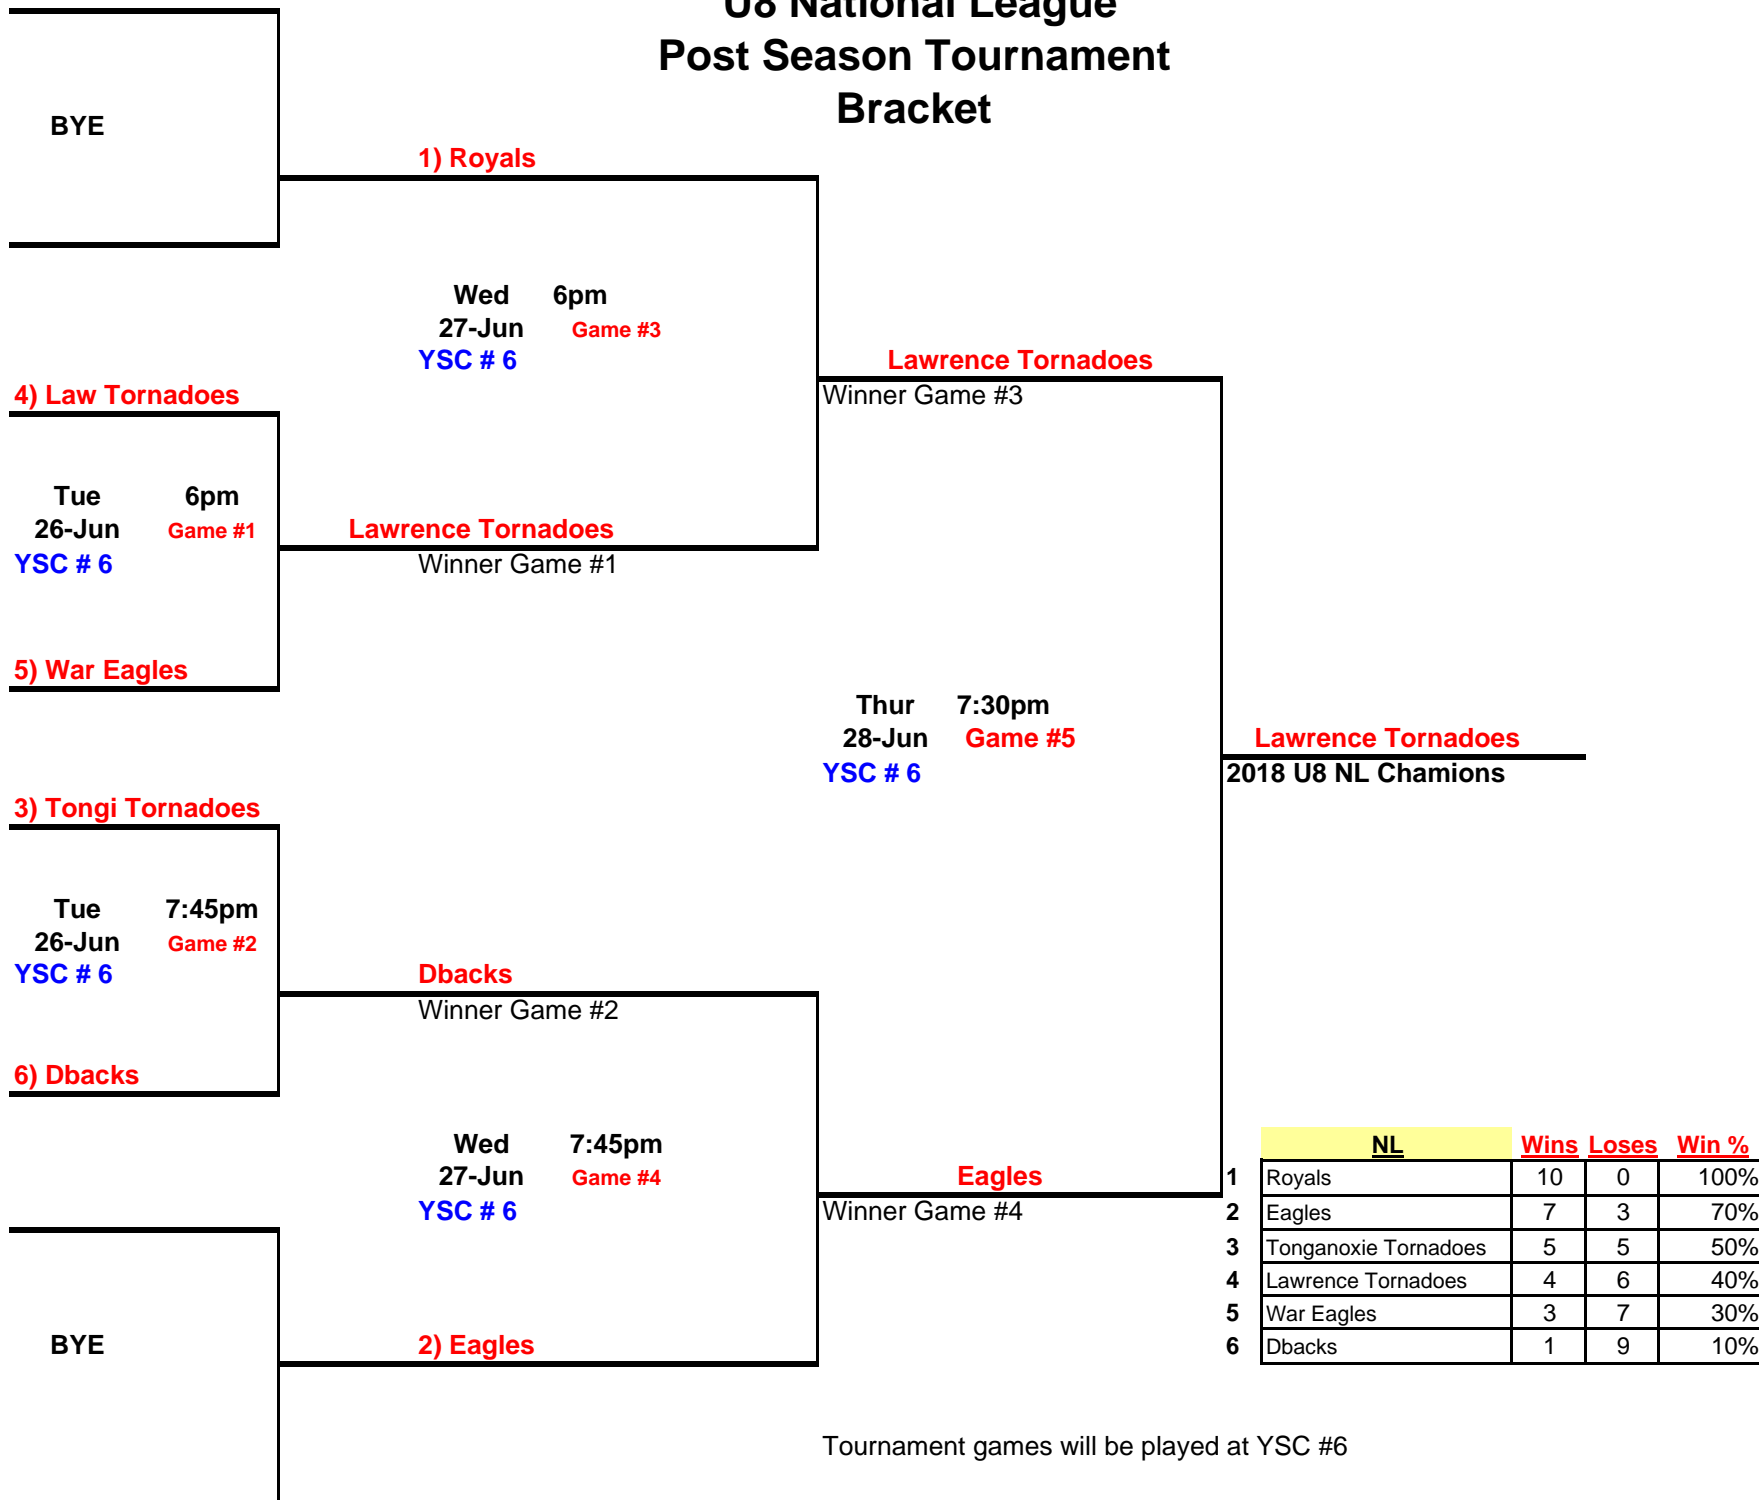 U8 National League
Post Season Tournament
Bracket
BYE
1) Royals
Wed 6pm
27-Jun Game #3
YSC # 6
Lawrence Tornadoes
Winner Game #3
4) Law Tornadoes
Tue 6pm
26-Jun Game #1
YSC # 6
Lawrence Tornadoes
Winner Game #1
5) War Eagles
Thur 7:30pm
28-Jun Game #5
YSC # 6
Lawrence Tornadoes
2018 U8 NL Chamions
3) Tongi Tornadoes
Tue 7:45pm
26-Jun Game #2
YSC # 6
Dbacks
Winner Game #2
6) Dbacks
Wed 7:45pm
27-Jun Game #4
YSC # 6
Eagles
Winner Game #4
NL Wins Loses Win %
1 Royals 10 0 100%
2 Eagles 7 3 70%
3 Tonganoxie Tornadoes 5 5 50%
4 Lawrence Tornadoes 4 6 40%
5 War Eagles 3 7 30%
6 Dbacks 1 9 10%
BYE
2) Eagles
Tournament games will be played at YSC #6